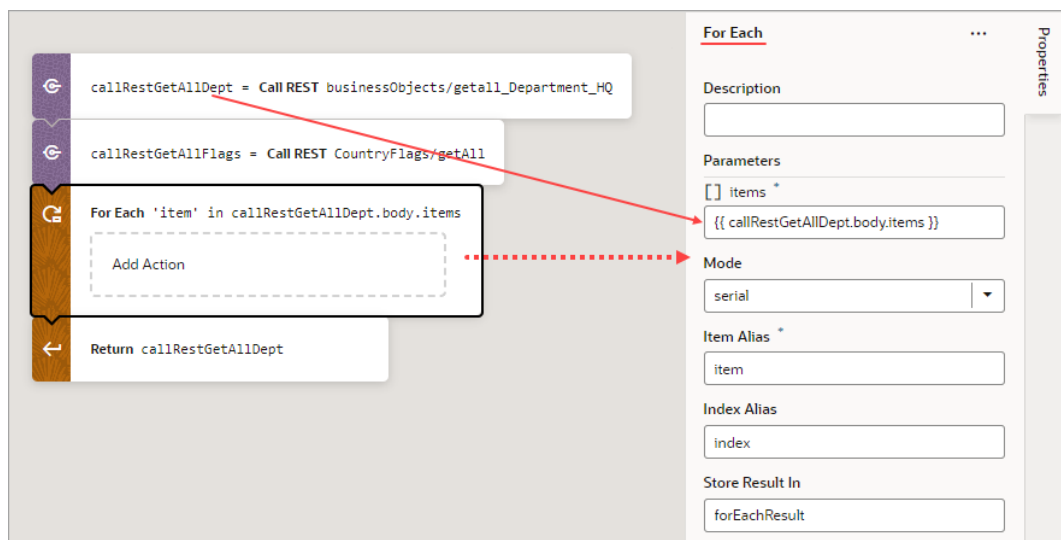 callRestGetAllDept = Call REST businessObjects/getall_Department_HQ
callRestGetAllFlags = Call REST CountryFlags/getAll
For Each 'item' in callRestGetAllDept.body.items
Add Action
Return callRestGetAllDept
For Each
...
Properties
Description
Parameters
[] items *
{{ callRestGetAllDept.body.items }}
Mode
serial
Item Alias *
item
Index Alias
index
Store Result In
forEachResult